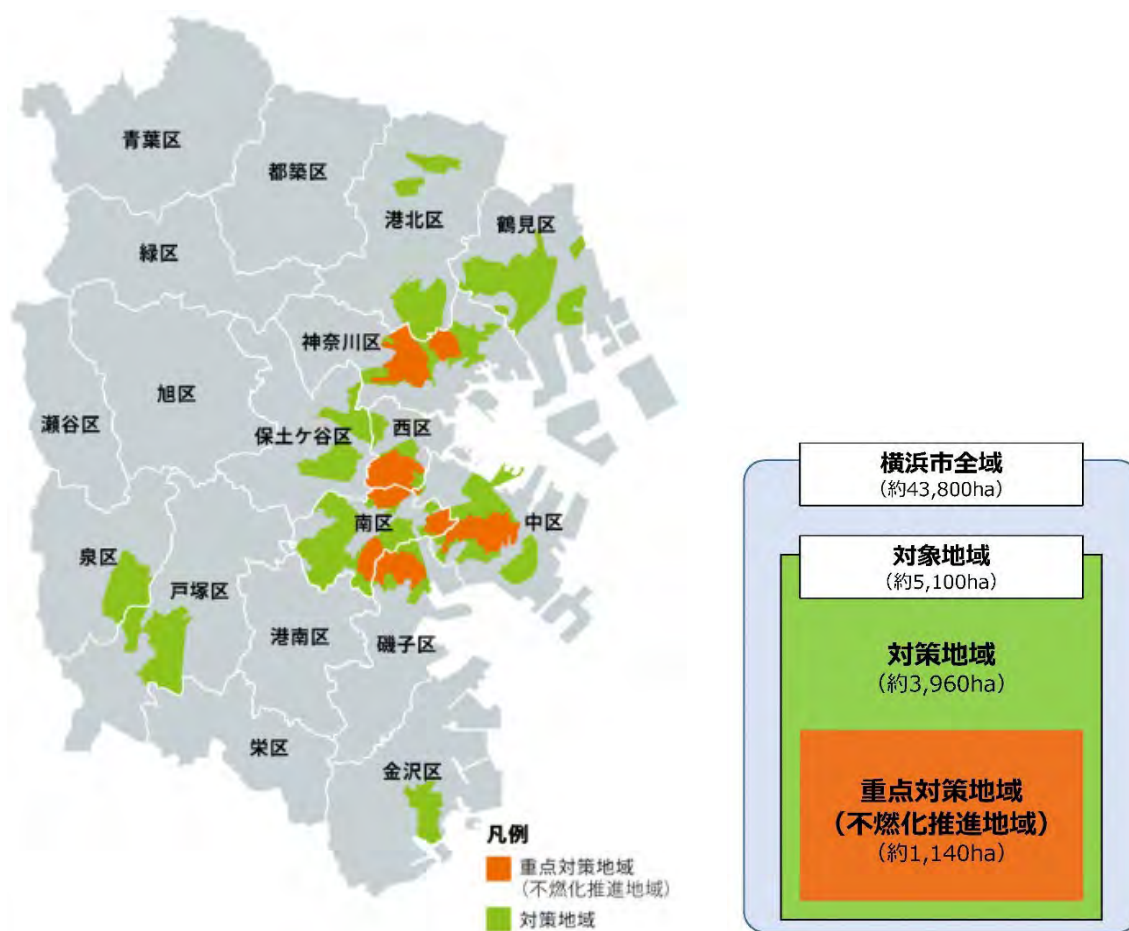 青葉区
都築区
港北区
鶴見区
緑区
神奈川区
旭区
瀬谷区
保土ケ谷区
西区
南区
中区
泉区
戸塚区
港南区
磯子区
栄区
金沢区
凡例
重点対策地域
(不燃化推進地域)
対策地域
横浜市全域
(約43,800ha)
対象地域
(約5,100ha)
対策地域
(約3,960ha)
重点対策地域
(不燃化推進地域)
(約1,140ha)